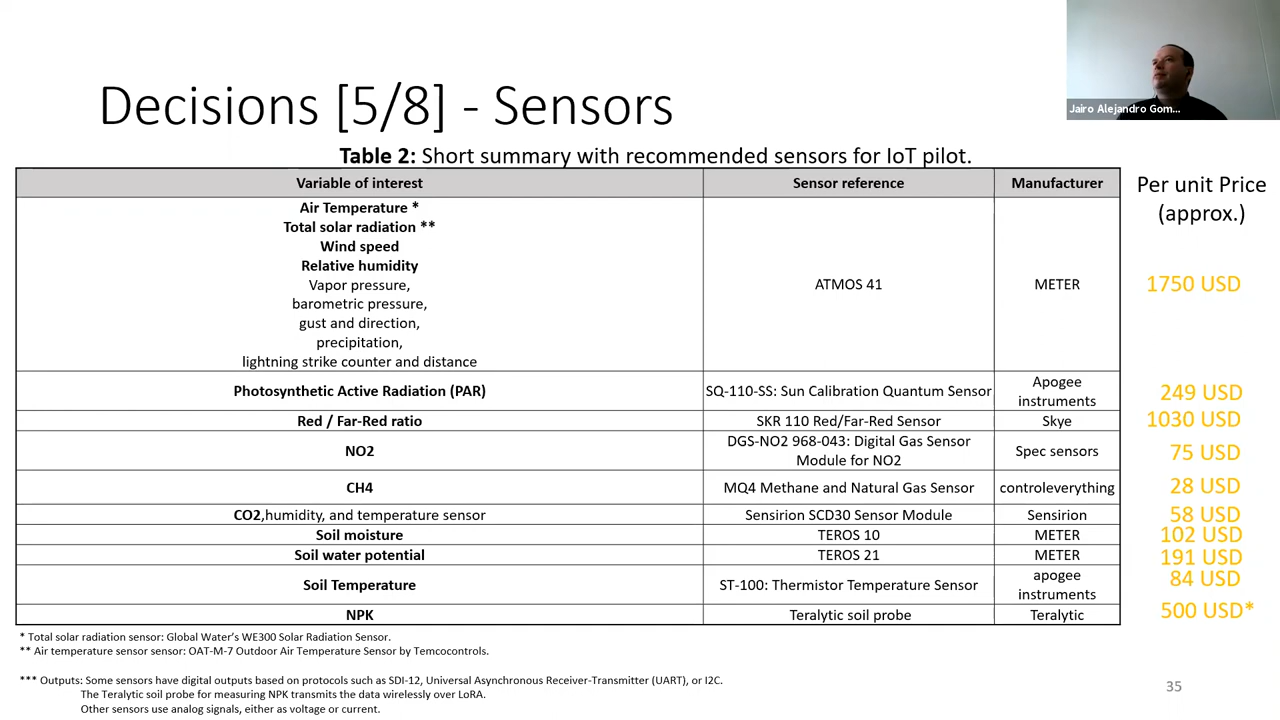 Jairo Alejandro Gom...
Decisions [5/8] - Sensors
Table 2: Short summary with recommended sensors for IoT pilot.
Variable of interest
Sensor reference
Manufacturer
Per unit Price
(approx.)
Air Temperature *
Total solar radiation **
Wind speed
Relative humidity
Vapor pressure,
barometric pressure,
gust and direction,
precipitation,
lightning strike counter and distance
ATMOS 41
METER
1750 USD
Photosynthetic Active Radiation (PAR)
SQ-110-SS: Sun Calibration Quantum Sensor
Apogee
instruments
249 USD
Red / Far-Red ratio
SKR 110 Red/Far-Red Sensor
Skye
1030 USD
NO2
DGS-NO2 968-043: Digital Gas Sensor
Module for NO2
Spec sensors
75 USD
CH4
MQ4 Methane and Natural Gas Sensor
controleverything
28 USD
CO2,humidity, and temperature sensor
Sensirion SCD30 Sensor Module
Sensirion
58 USD
Soil moisture
TEROS 10
METER
102 USD
Soil water potential
TEROS 21
METER
191 USD
Soil Temperature
ST-100: Thermistor Temperature Sensor
apogee
instruments
84 USD
NPK
Teralytic soil probe
Teralytic
500 USD*
* Total solar radiation sensor: Global Water's WE300 Solar Radiation Sensor.
** Air temperature sensor sensor: OAT-M-7 Outdoor Air Temperature Sensor by Temcocontrols.
*** Outputs: Some sensors have digital outputs based on protocols such as SDI-12, Universal Asynchronous Receiver-Transmitter (UART), or I2C.
The Teralytic soil probe for measuring NPK transmits the data wirelessly over LoRA.
Other sensors use analog signals, either as voltage or current.
35